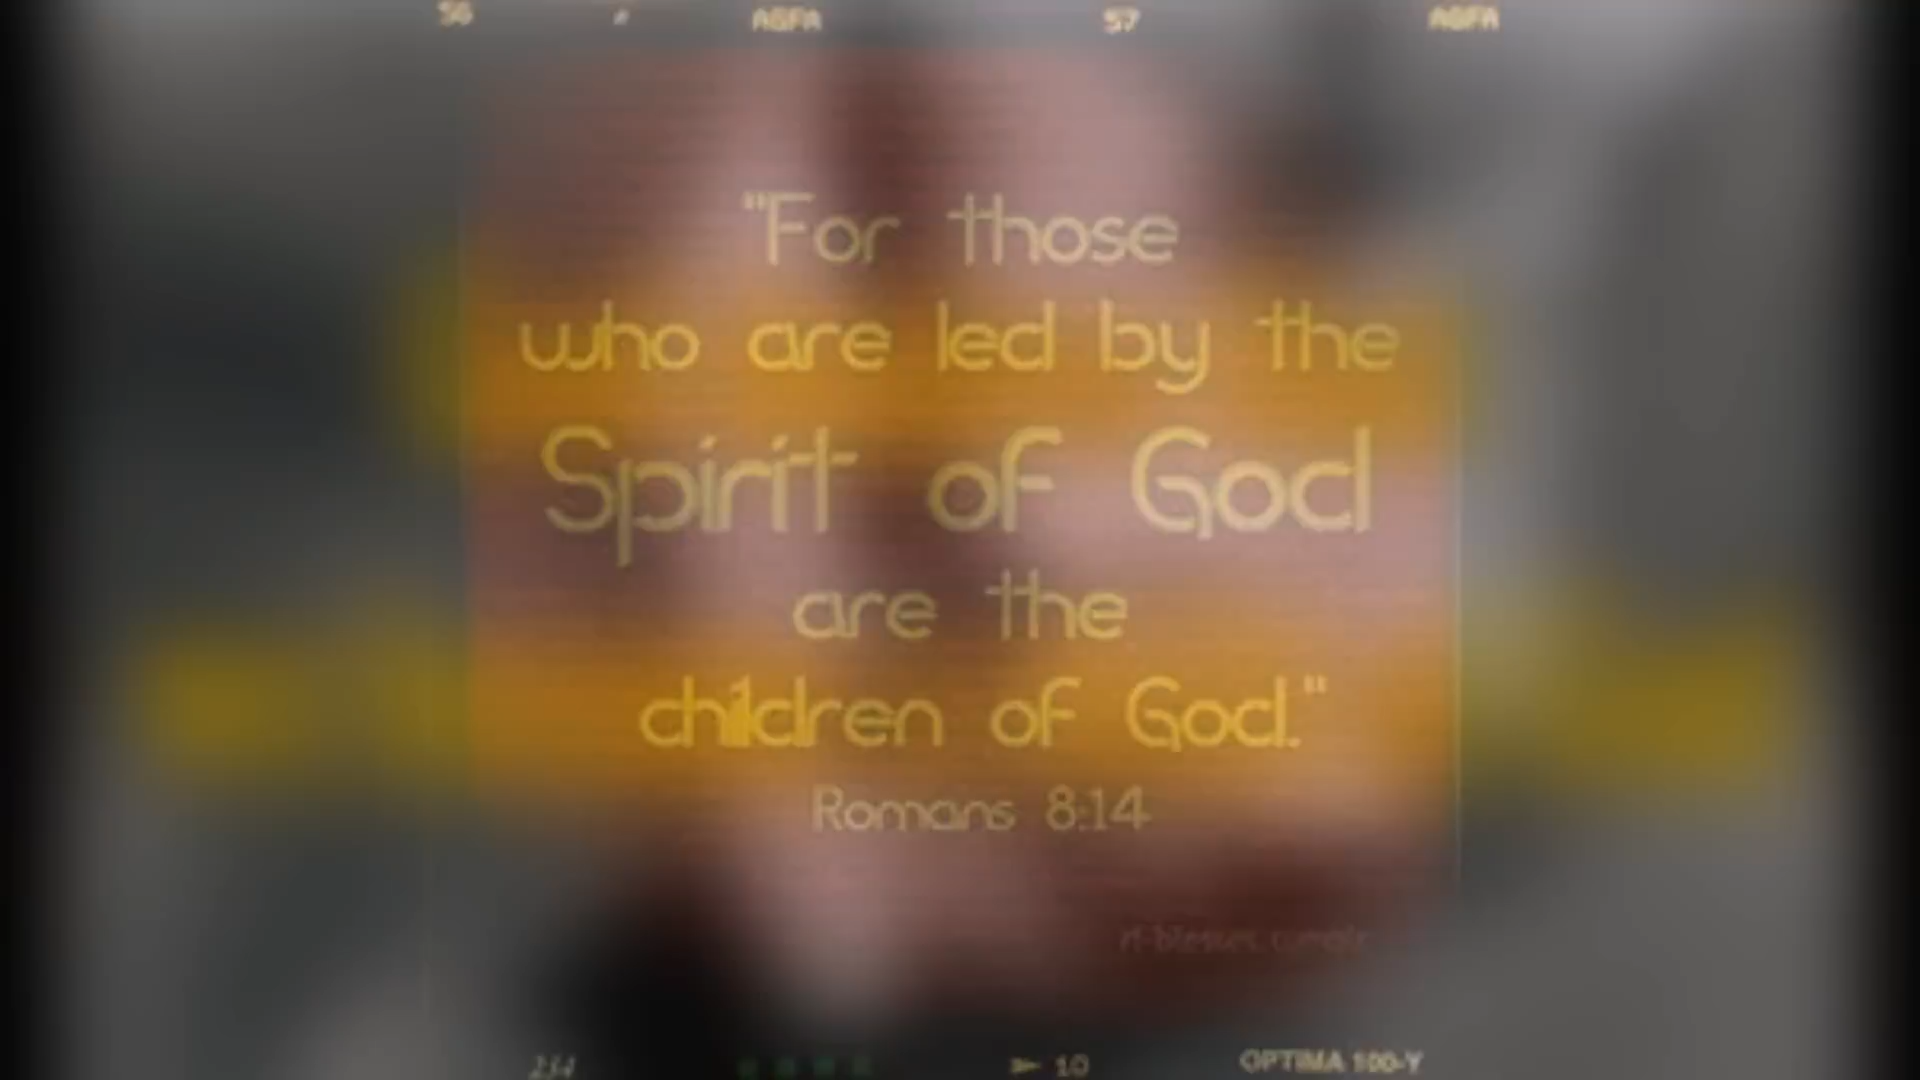 56 AGFA 57 AGFA
"For those
who are led by the
Spirit of God
are the
children of God."
Romans 8:14
234 10 OPTIMA 100-Y